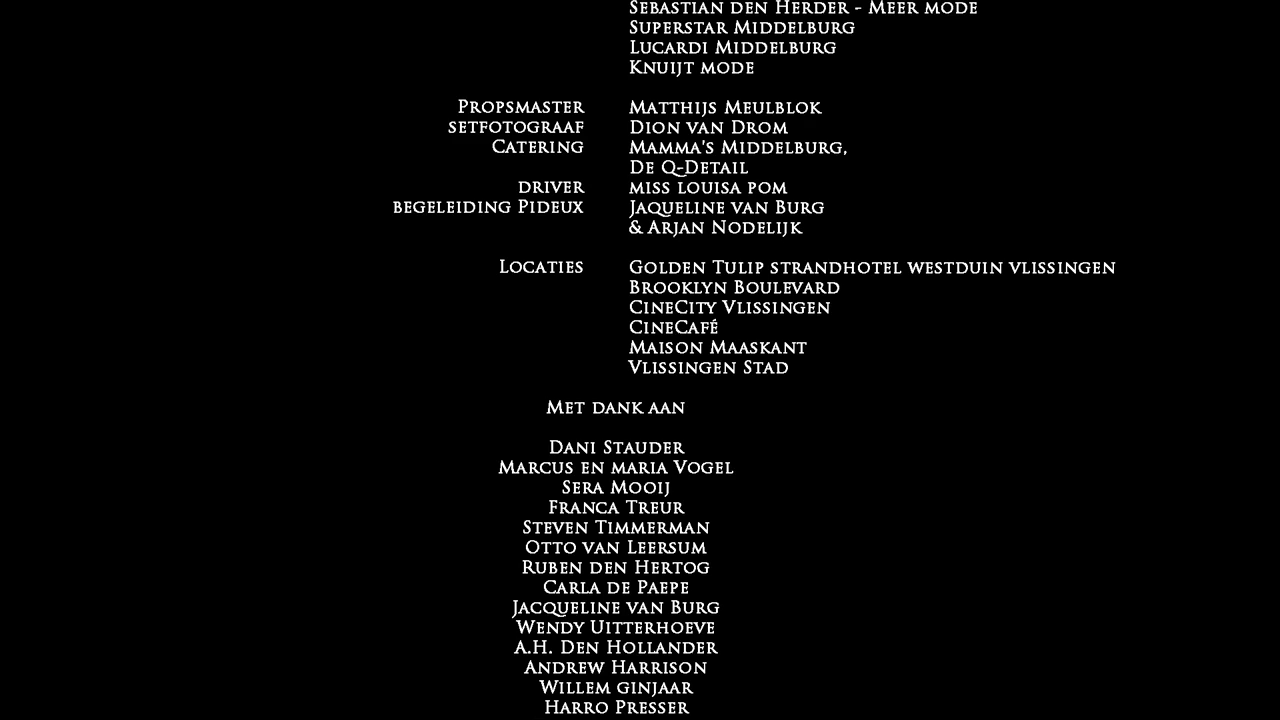 Sebastian den Herder - Meer mode
Superstar Middelburg
Lucardi Middelburg
Knuijt mode
Propsmaster Matthijs Meulblok
setfotograaf Dion van Drom
Catering Mamma's Middelburg,
De Q-Detail
driver miss louisa pom
begeleiding Pideux Jaqueline van Burg
& Arjan Nodelijk
Locaties Golden Tulip strandhotel westduin vlissingen
Brooklyn Boulevard
CineCity Vlissingen
CineCafé
Maison Maaskant
Vlissingen Stad
Met dank aan
Dani Stauder
Marcus en maria Vogel
Sera Mooij
Franca Treur
Steven Timmerman
Otto van Leersum
Ruben den Hertog
Carla de Paepe
Jacqueline van Burg
Wendy Uitterhoeve
A.H. Den Hollander
Andrew Harrison
Willem ginjaar
Harro Presser